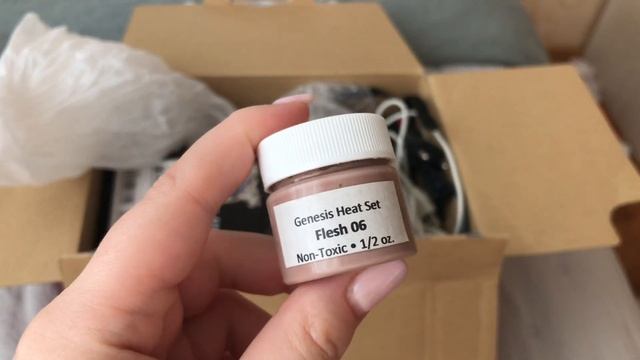 Genesis Heat Set
Flesh 06
Non-Toxic • 1/2 oz.